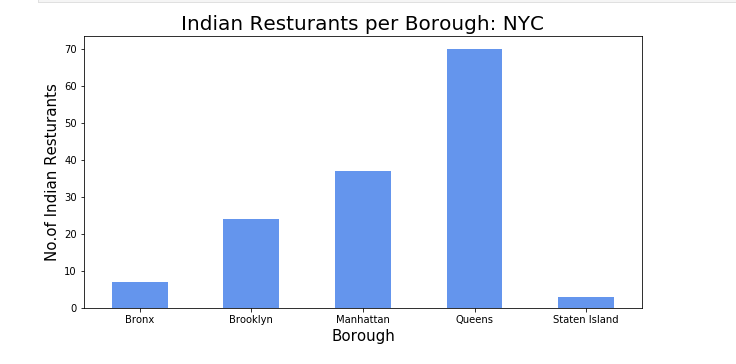 Indian Resturants per Borough: NYC
No.of Indian Resturants
70
60
50
40
30
20
10
0
Bronx Brooklyn Manhattan Queens Staten Island
Borough